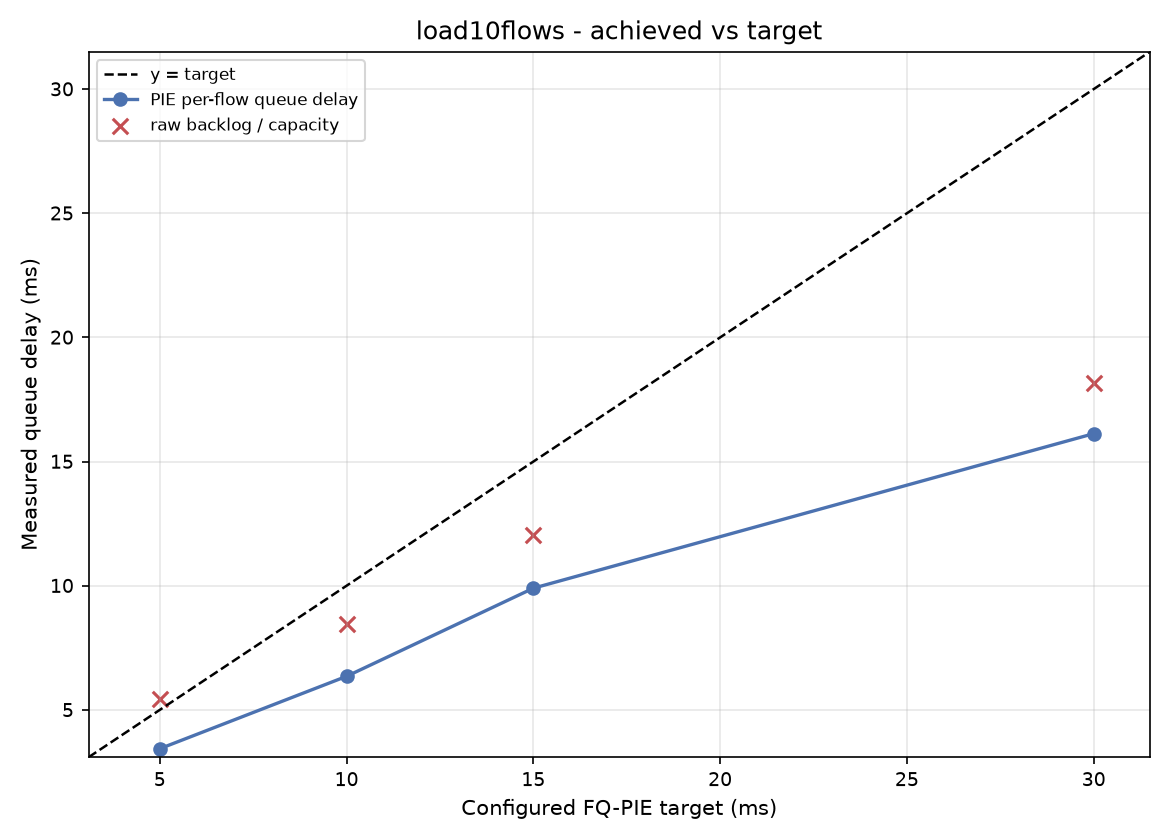 load10flows - achieved vs target
y = target
PIE per-flow queue delay
raw backlog / capacity
Measured queue delay (ms)
30
25
20
15
10
5
5 10 15 20 25 30
Configured FQ-PIE target (ms)